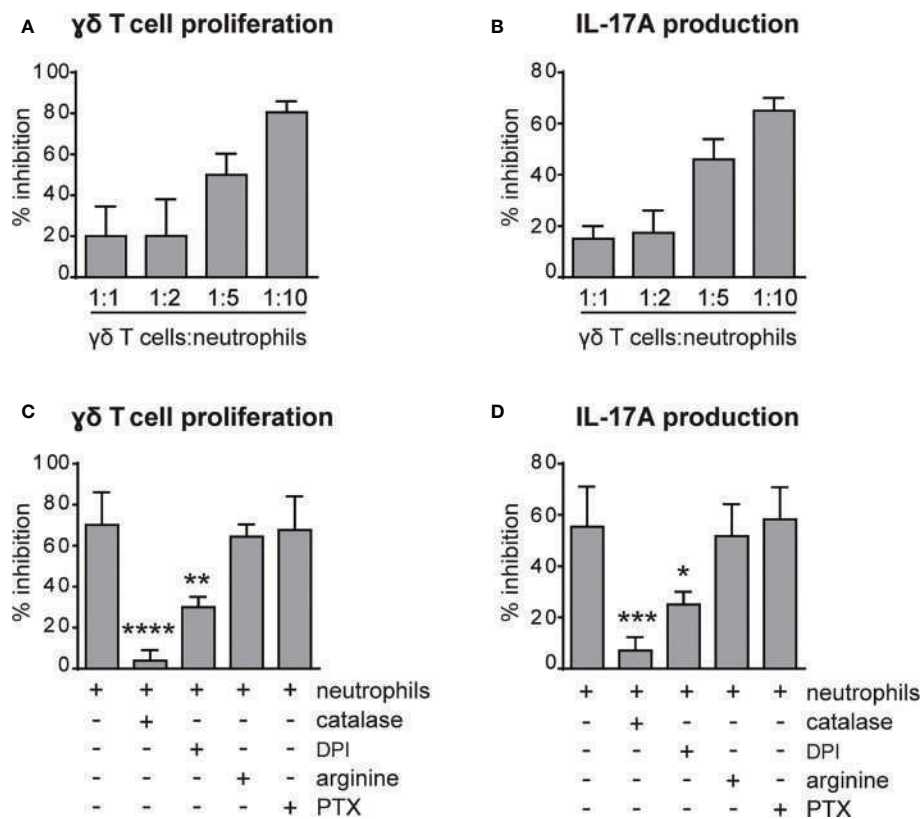 A γδ T cell proliferation
% inhibition
100
80
60
40
20
0
1:1 1:2 1:5 1:10
γδ T cells:neutrophils
B IL-17A production
% inhibition
80
60
40
20
0
1:1 1:2 1:5 1:10
γδ T cells:neutrophils
C γδ T cell proliferation
% inhibition
100
80
60
40
20
0
****
**
+ + + + + neutrophils
- + - - - catalase
- - + - - DPI
- - - + - arginine
- - - - + PTX
D IL-17A production
% inhibition
80
60
40
20
0
***
*
+ + + + + neutrophils
- + - - - catalase
- - + - - DPI
- - - + - arginine
- - - - + PTX